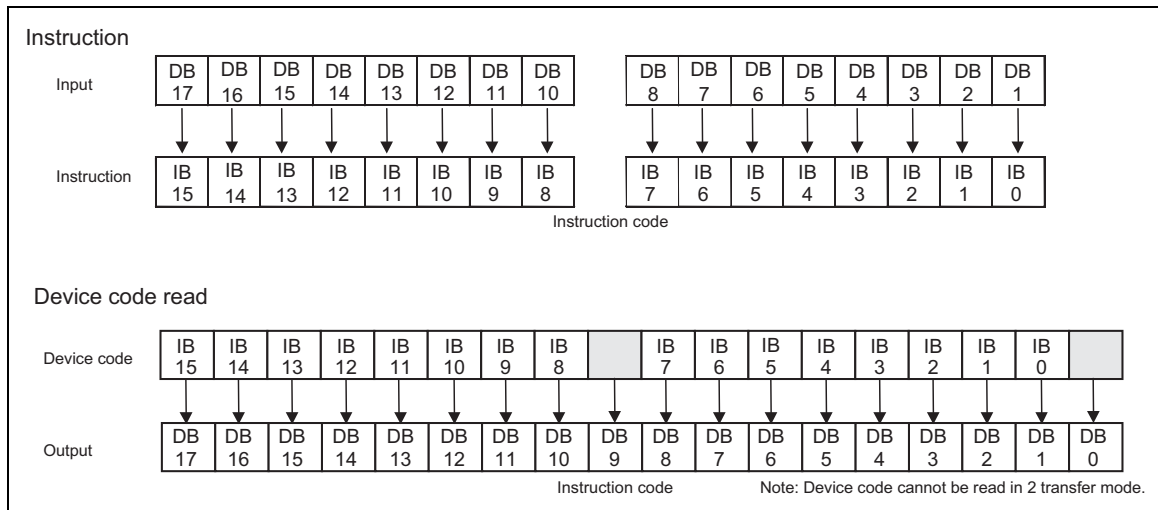 Instruction
Input DB 17 DB 16 DB 15 DB 14 DB 13 DB 12 DB 11 DB 10 DB 8 DB 7 DB 6 DB 5 DB 4 DB 3 DB 2 DB 1
Instruction IB 15 IB 14 IB 13 IB 12 IB 11 IB 10 IB 9 IB 8 IB 7 IB 6 IB 5 IB 4 IB 3 IB 2 IB 1 IB 0
Instruction code
Device code read
Device code IB 15 IB 14 IB 13 IB 12 IB 11 IB 10 IB 9 IB 8 IB 7 IB 6 IB 5 IB 4 IB 3 IB 2 IB 1 IB 0
Output DB 17 DB 16 DB 15 DB 14 DB 13 DB 12 DB 11 DB 10 DB 9 DB 8 DB 7 DB 6 DB 5 DB 4 DB 3 DB 2 DB 1 DB 0
Instruction code Note: Device code cannot be read in 2 transfer mode.